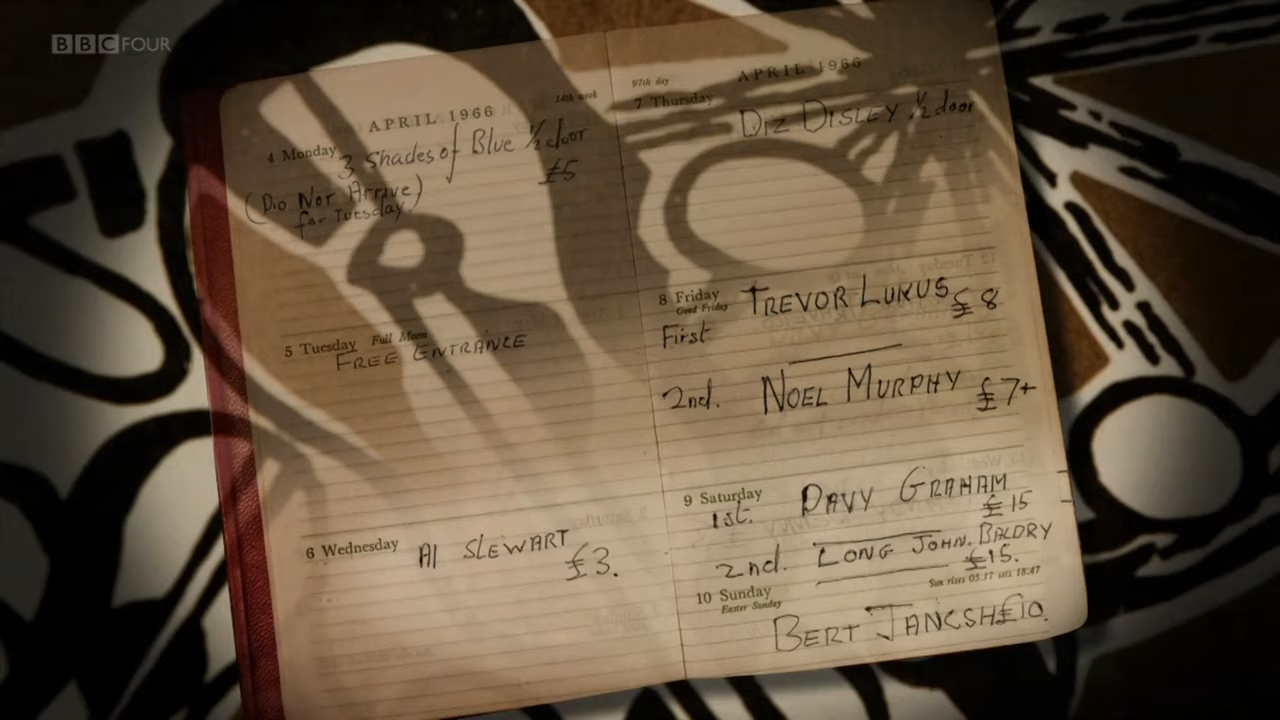 BBC FOUR
APRIL 1966
14th week
4 Monday 3 Shades of Blue ½ door
£5
(Did Not Arrive)
for Tuesday
5 Tuesday Full Moon
FREE ENTRANCE
6 Wednesday Al STEWART
£3.
97th day
APRIL 1966
7 Thursday DIZ DISLEY ½ door
8 Friday TREVOR LUKUS £8
Good Friday
First
2nd. NOEL MURPHY £7+
9 Saturday DAVY GRAHAM
1st. £15
2nd. LONG JOHN. BALDRY
£15.
Sun rises 05.17 sets 18.47
10 Sunday
Easter Sunday
BERT JANCSH £10.